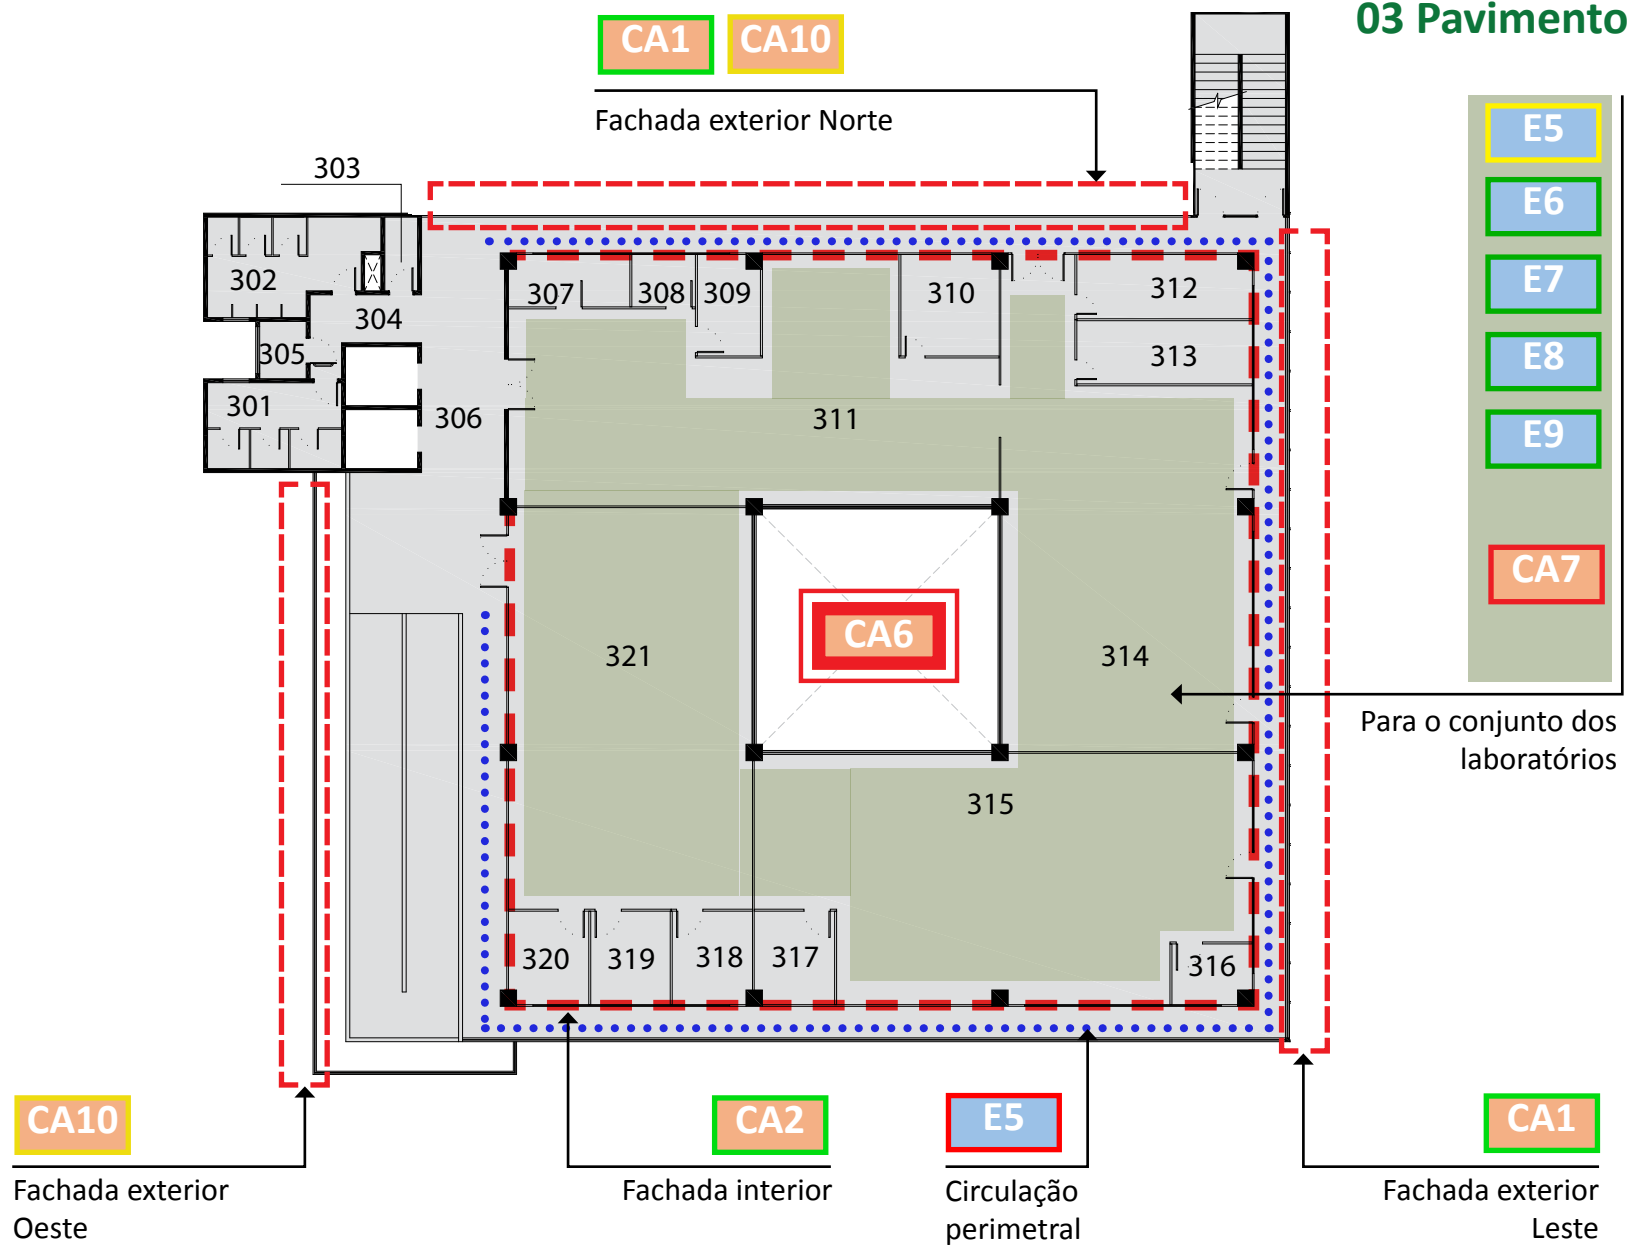 03 Pavimento
CA1 CA10
Fachada exterior Norte
E5
E6
E7
E8
E9
CA7
Para o conjunto dos
laboratórios
303
302
304
305
301
306
307
308
309
310
312
313
311
321
CA6
314
315
320
319
318
317
316
CA10
Fachada exterior
Oeste
CA2
Fachada interior
E5
Circulação
perimetral
CA1
Fachada exterior
Leste